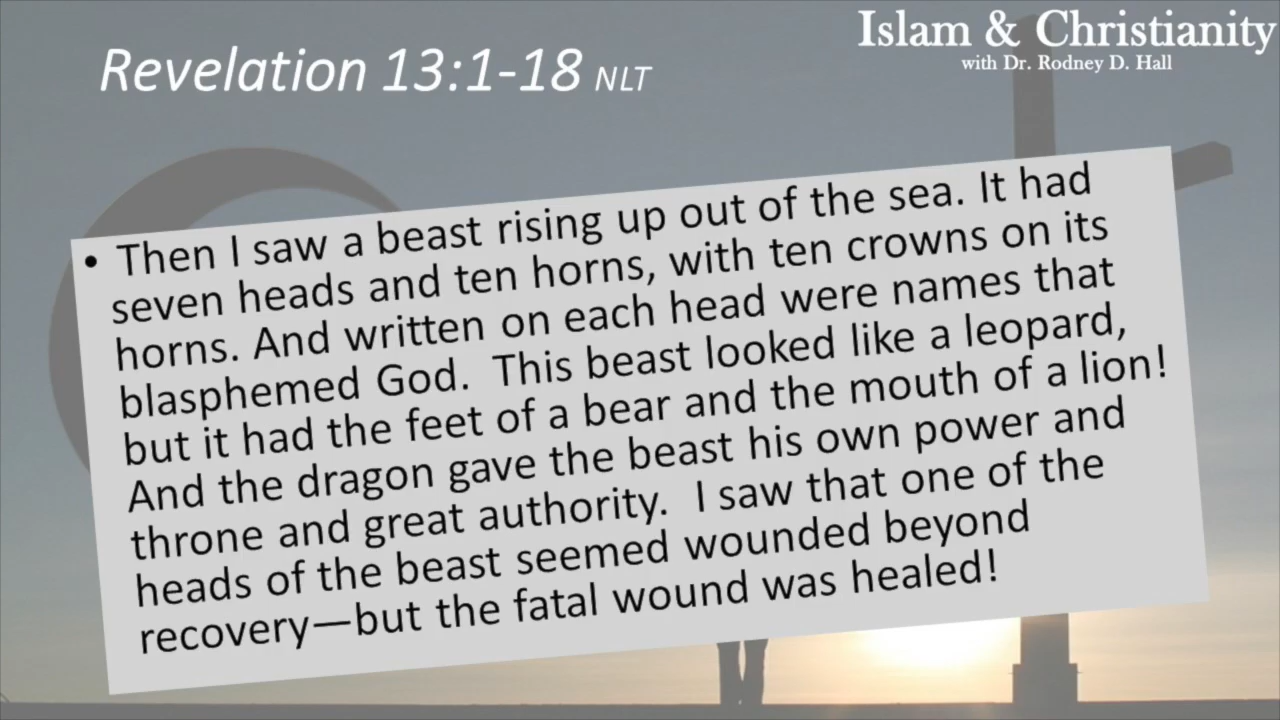 Islam & Christianity
with Dr. Rodney D. Hall
Revelation 13:1-18 NLT
• Then I saw a beast rising up out of the sea. It had
seven heads and ten horns, with ten crowns on its
horns. And written on each head were names that
blasphemed God.  This beast looked like a leopard,
but it had the feet of a bear and the mouth of a lion!
And the dragon gave the beast his own power and
throne and great authority.  I saw that one of the
heads of the beast seemed wounded beyond
recovery—but the fatal wound was healed!